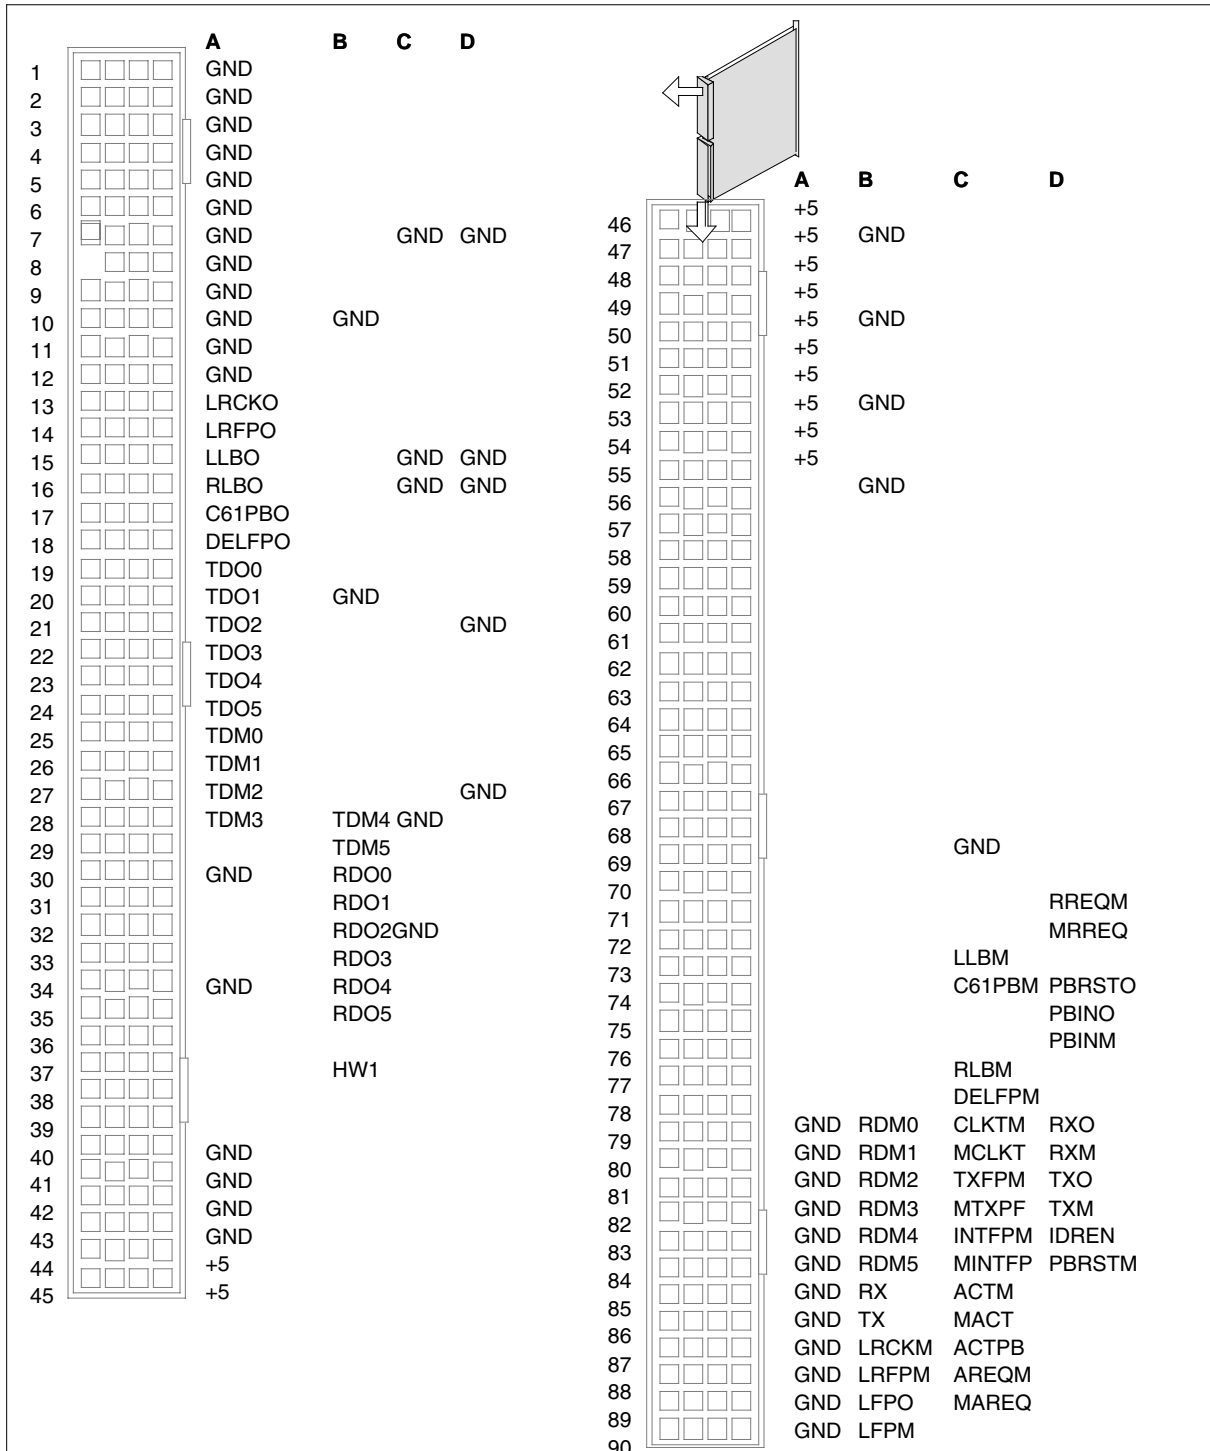 A B C D
1 GND
2 GND
3 GND
4 GND
5 GND
6 GND
7 GND GND GND
8 GND
9 GND
10 GND GND
11 GND
12 GND
13 LRCKO
14 LRFPO
15 LLBO GND GND
16 RLBO GND GND
17 C61PBO
18 DELFPO
19 TDO0
20 TDO1 GND
21 TDO2 GND
22 TDO3
23 TDO4
24 TDO5
25 TDM0
26 TDM1
27 TDM2 GND
28 TDM3 TDM4 GND
29 TDM5
30 GND RDO0
31 RDO1
32 RDO2GND
33 RDO3
34 GND RDO4
35 RDO5
36
37 HW1
38
39
40 GND
41 GND
42 GND
43 GND
44 +5
45 +5
A B C D
46 +5
47 +5 GND
48 +5
49 +5
50 +5 GND
51 +5
52 +5
53 +5 GND
54 +5
55 +5
56 GND
57
58
59
60
61
62
63
64
65
66
67
68
69 GND
70
71 RREQM
72 MRREQ
73 LLBM
74 C61PBM PBRSTO
75 PBINO
76 PBINM
77 RLBM
78 DELFPM
79 GND RDM0 CLKTM RXO
80 GND RDM1 MCLKT RXM
81 GND RDM2 TXFPM TXO
82 GND RDM3 MTXPF TXM
83 GND RDM4 INTFPM IDREN
84 GND RDM5 MINTFP PBRSTM
85 GND RX ACTM
86 GND TX MACT
87 GND LRCKM ACTPB
88 GND LRFPM AREQM
89 GND LFPO MAREQ
90 GND LFPM